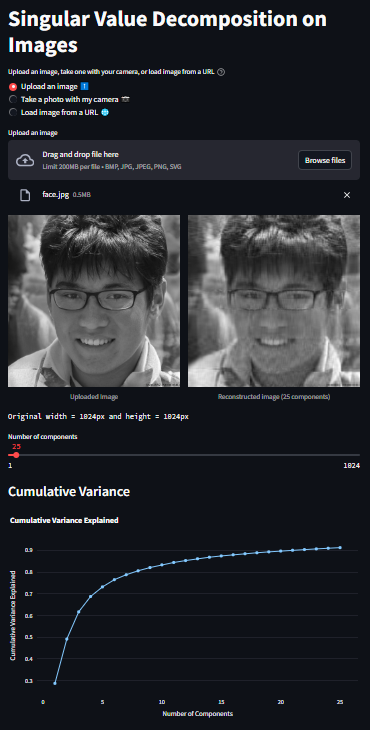 Singular Value Decomposition on
Images
Upload an image, take one with your camera, or load image from a URL
Upload an image
Take a photo with my camera
Load image from a URL
Upload an image
Drag and drop file here
Limit 200MB per file • BMP, JPG, JPEG, PNG, SVG
Browse files
face.jpg 0.5MB
Uploaded Image
Reconstructed image (25 components)
Original width = 1024px and height = 1024px
Number of components
25
1 1024
Cumulative Variance
Cumulative Variance Explained
Cumulative Variance Explained
0.9
0.8
0.7
0.6
0.5
0.4
0.3
0 5 10 15 20 25
Number of Components